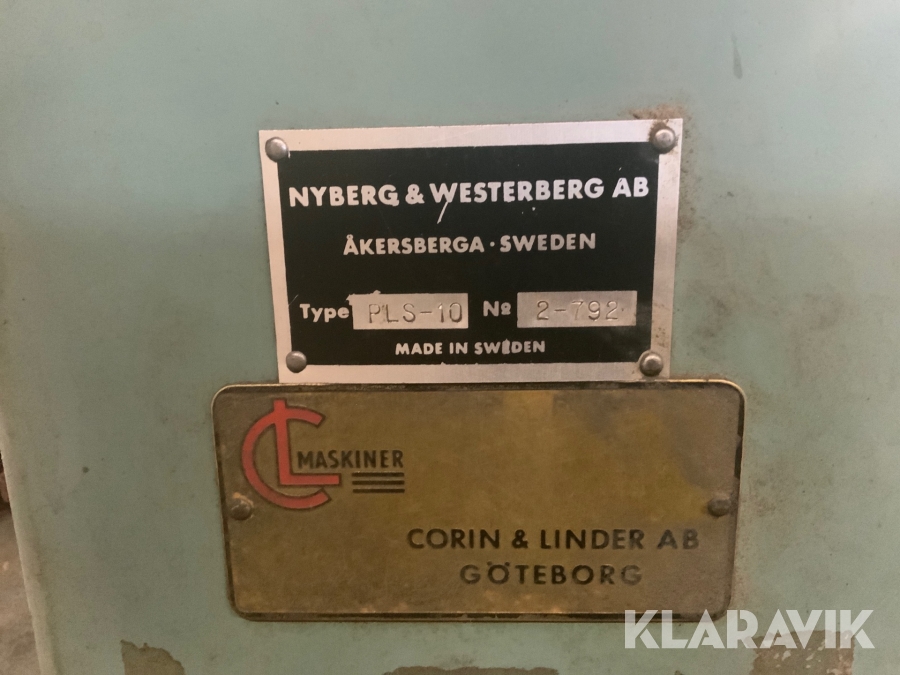 NYBERG & WESTERBERG AB
ÅKERSBERGA · SWEDEN
Type PLS-10 No 2-792
MADE IN SWEDEN
CL MASKINER
CORIN & LINDER AB
GÖTEBORG
KLARAVIK